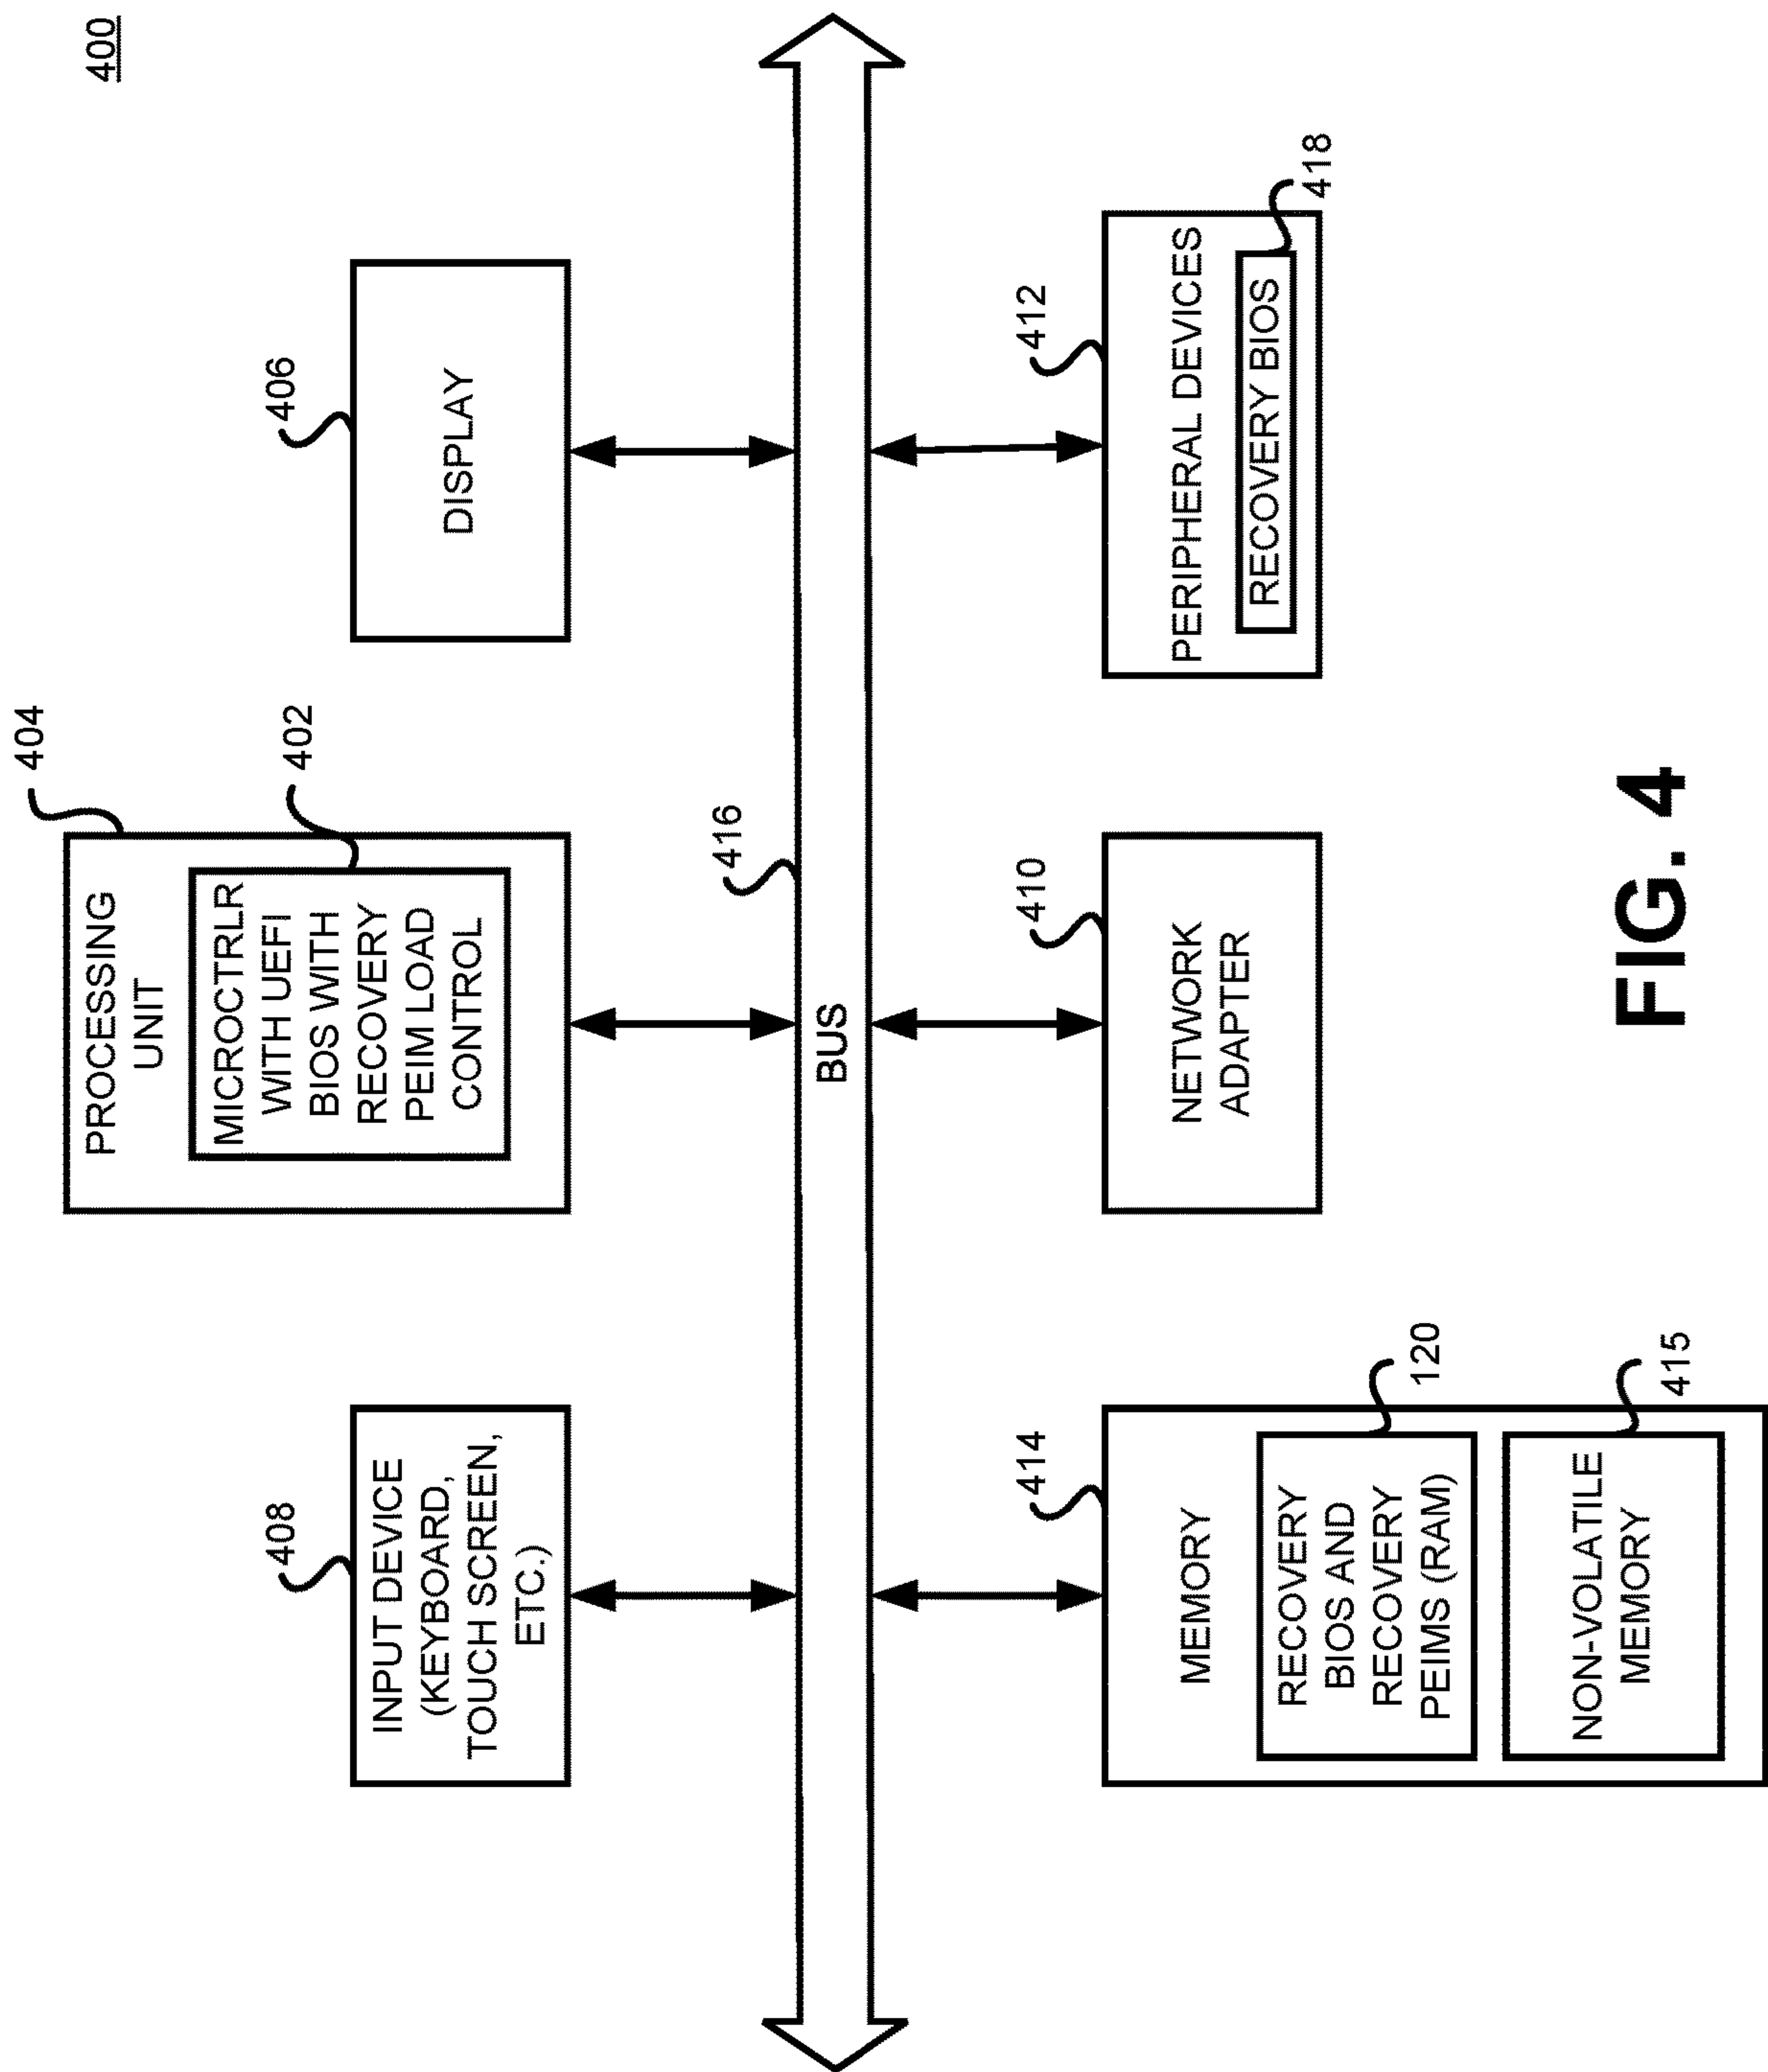 400
404
PROCESSING
UNIT
402
MICROCTRLR
WITH UEFI
BIOS WITH
RECOVERY
PEIM LOAD
CONTROL
408
INPUT DEVICE
(KEYBOARD,
TOUCH SCREEN,
ETC.)
406
DISPLAY
416
BUS
414
MEMORY
120
RECOVERY
BIOS AND
RECOVERY
PEIMS (RAM)
415
NON-VOLATILE
MEMORY
410
NETWORK
ADAPTER
412
PERIPHERAL DEVICES
418
RECOVERY BIOS
FIG. 4